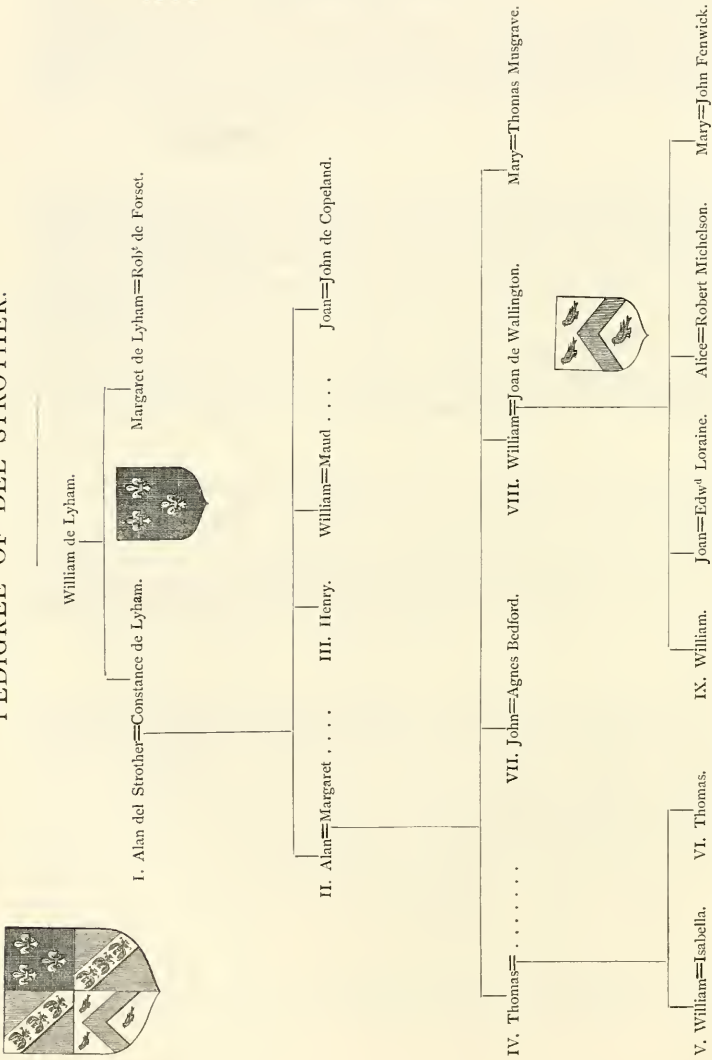 PEDIGREE OF DEL STROTHER.
William de Lyham.
I. Alan del Strother=Constance de Lyham.
Margaret de Lyham=Robt de Forset.
II. Alan=Margaret . . . .
III. Henry.
William=Maud . . . . .
Joan=John de Copeland.
IV. Thomas= . . . . . . .
VII. John=Agnes Bedford.
VIII. William=Joan de Wallington.
Mary=Thomas Musgrave.
V. William=Isabella.
VI. Thomas.
IX. William.
Joan=Edwd Loraine.
Alice=Robert Michelson.
Mary=John Fenwick.